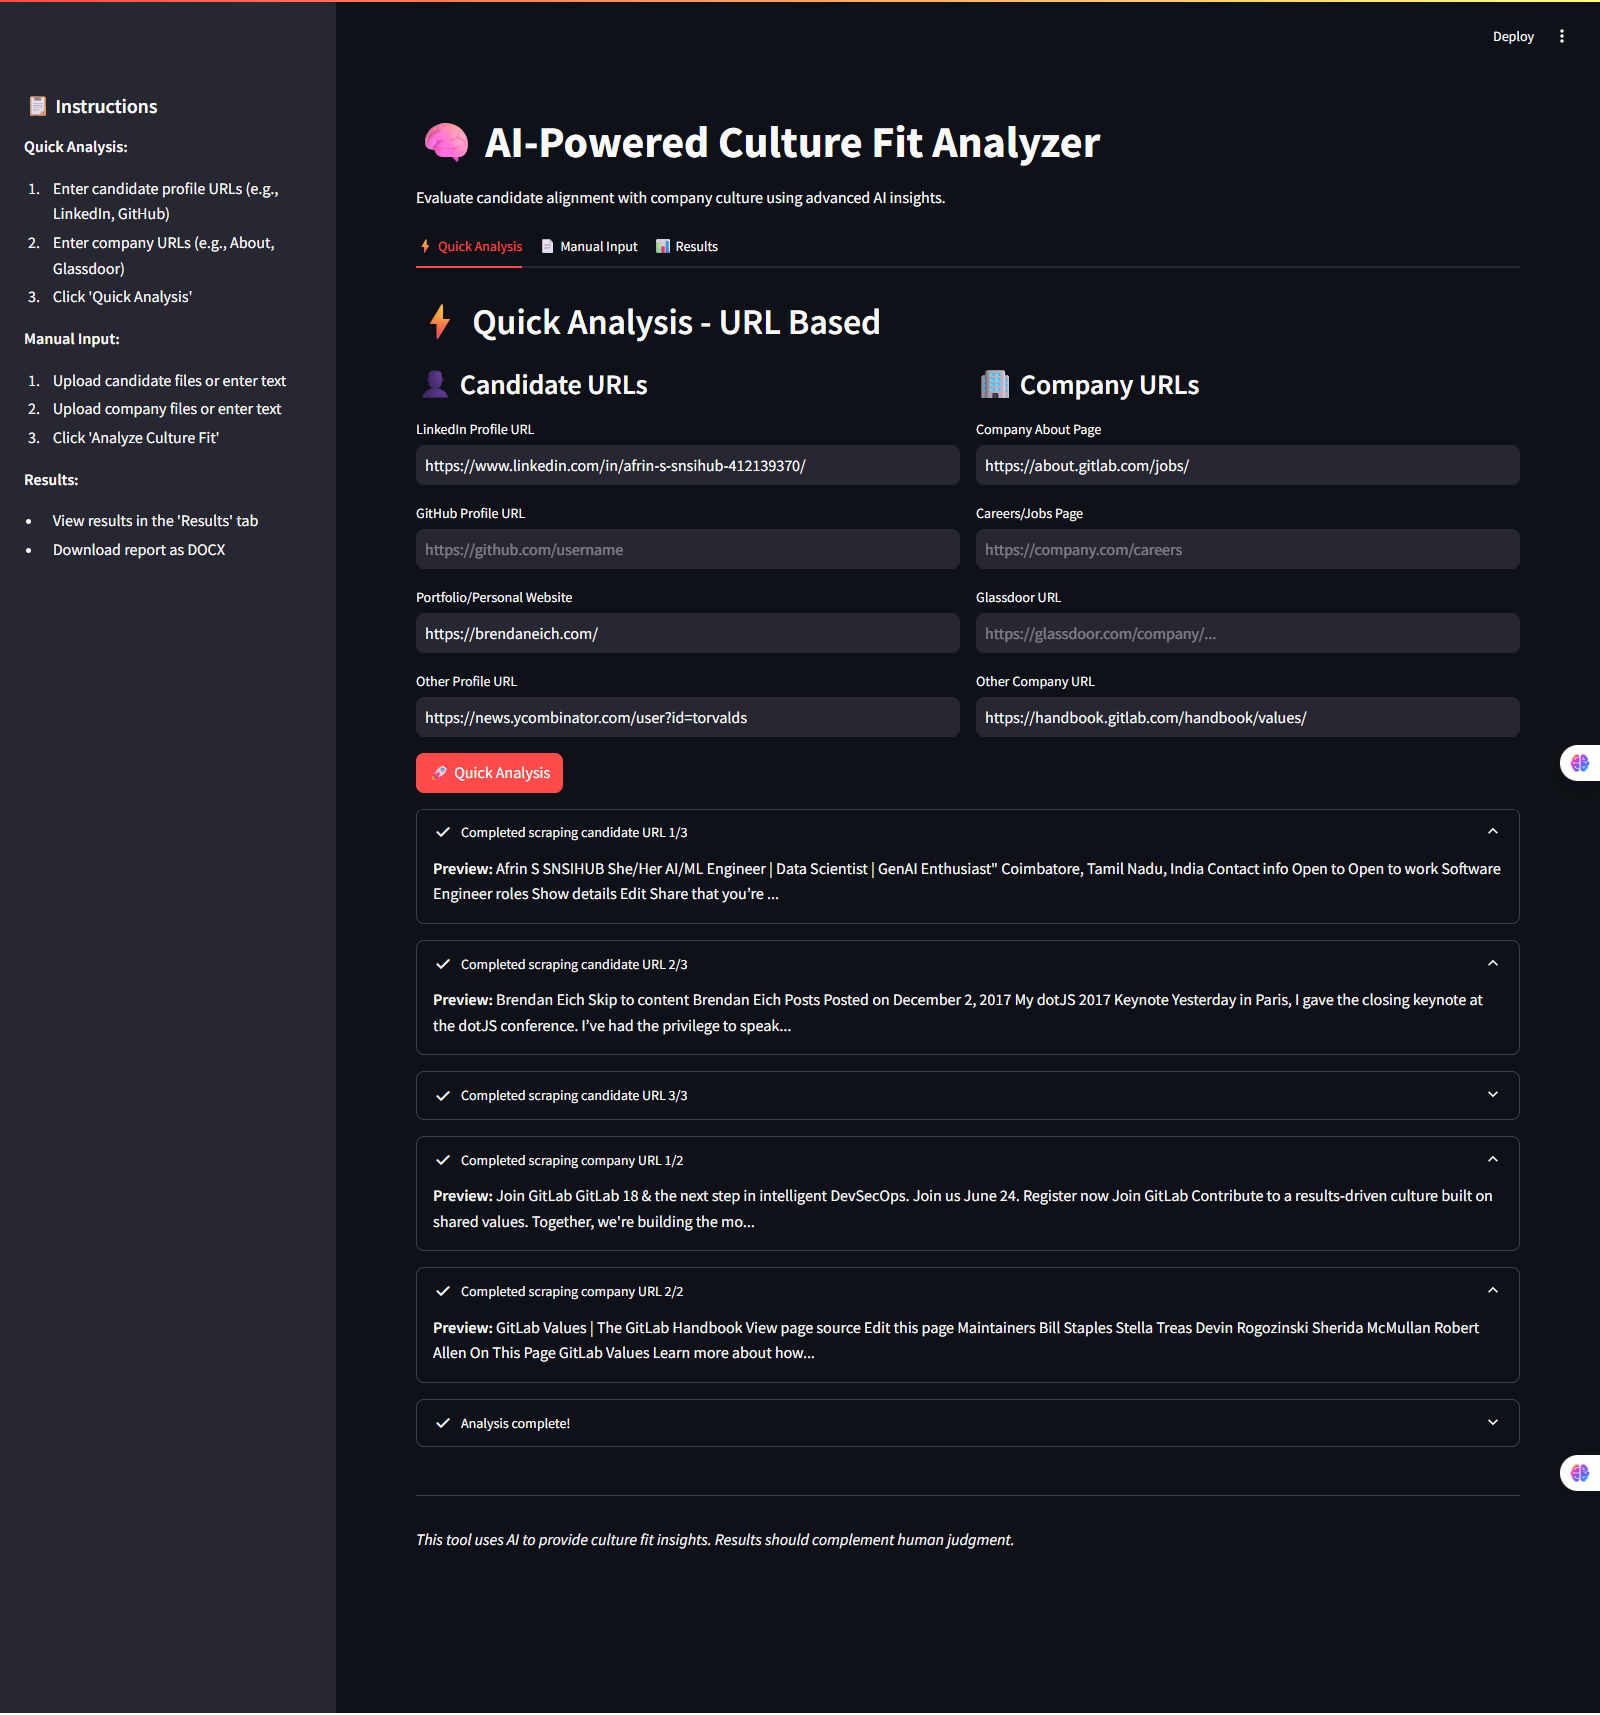 Deploy
Instructions
Quick Analysis:
1. Enter candidate profile URLs (e.g.,
LinkedIn, GitHub)
2. Enter company URLs (e.g., About,
Glassdoor)
3. Click 'Quick Analysis'
Manual Input:
1. Upload candidate files or enter text
2. Upload company files or enter text
3. Click 'Analyze Culture Fit'
Results:
• View results in the 'Results' tab
• Download report as DOCX
AI-Powered Culture Fit Analyzer
Evaluate candidate alignment with company culture using advanced AI insights.
Quick Analysis
Manual Input
Results
Quick Analysis - URL Based
Candidate URLs
LinkedIn Profile URL
https://www.linkedin.com/in/afrin-s-snsihub-412139370/
GitHub Profile URL
https://github.com/username
Portfolio/Personal Website
https://brendaneich.com/
Other Profile URL
https://news.ycombinator.com/user?id=torvalds
Company URLs
Company About Page
https://about.gitlab.com/jobs/
Careers/Jobs Page
https://company.com/careers
Glassdoor URL
https://glassdoor.com/company/...
Other Company URL
https://handbook.gitlab.com/handbook/values/
Quick Analysis
Completed scraping candidate URL 1/3
Preview: Afrin S SNSIHUB She/Her AI/ML Engineer | Data Scientist | GenAI Enthusiast" Coimbatore, Tamil Nadu, India Contact info Open to Open to work Software
Engineer roles Show details Edit Share that you’re ...
Completed scraping candidate URL 2/3
Preview: Brendan Eich Skip to content Brendan Eich Posts Posted on December 2, 2017 My dotJS 2017 Keynote Yesterday in Paris, I gave the closing keynote at
the dotJS conference. I’ve had the privilege to speak...
Completed scraping candidate URL 3/3
Completed scraping company URL 1/2
Preview: Join GitLab GitLab 18 & the next step in intelligent DevSecOps. Join us June 24. Register now Join GitLab Contribute to a results-driven culture built on
shared values. Together, we're building the mo...
Completed scraping company URL 2/2
Preview: GitLab Values | The GitLab Handbook View page source Edit this page Maintainers Bill Staples Stella Treas Devin Rogozinski Sherida McMullan Robert
Allen On This Page GitLab Values Learn more about how...
Analysis complete!
This tool uses AI to provide culture fit insights. Results should complement human judgment.